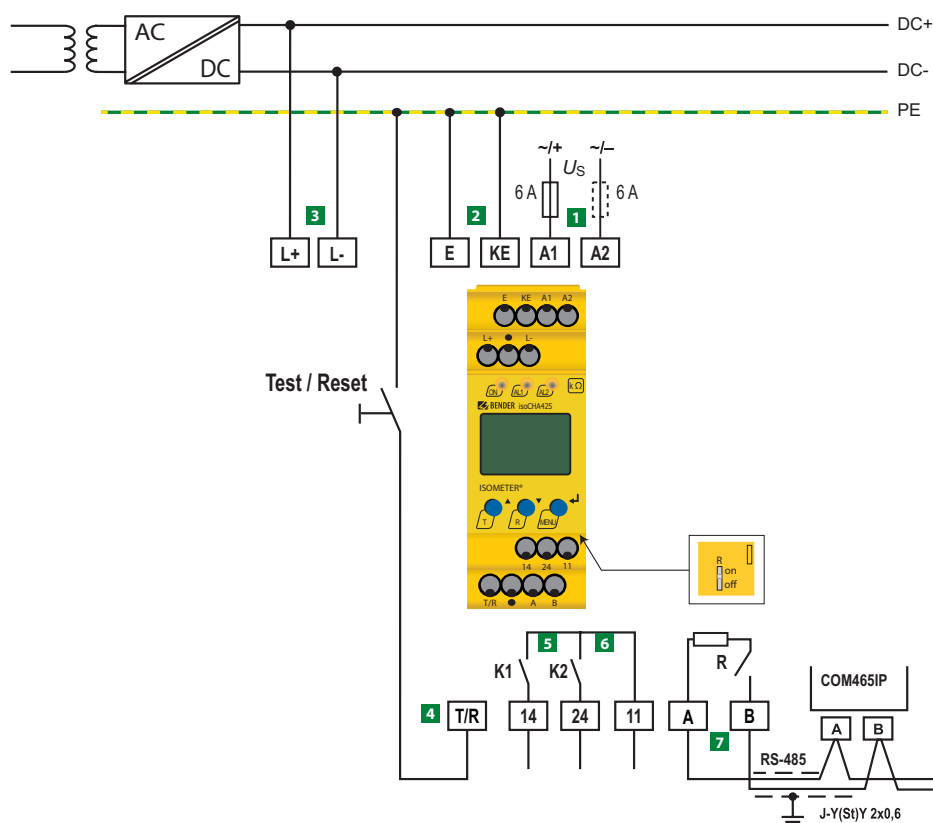 AC
DC
DC+
DC-
PE
~/+
~/–
US
6 A
6 A
3
2
1
L+
L-
E
KE
A1
A2
E KE A1 A2
L+ L-
Test / Reset
ON AL1 AL2 kΩ
BENDER isoCHA425
ISOMETER®
T R MENU
14 24 11
T/R A B
R
on
off
5
6
K1
K2
R
COM465IP
4
T/R
14
24
11
A
B
A
B
7
RS-485
J-Y(St)Y 2x0,6